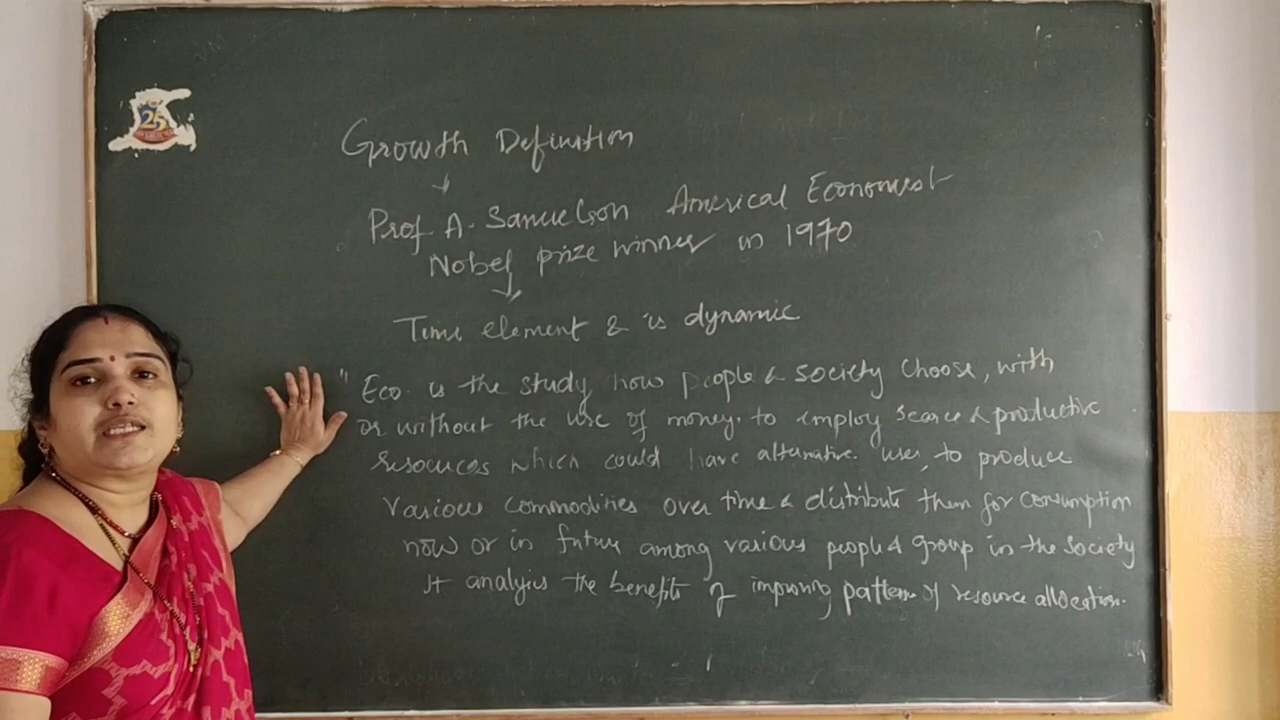 25
Growth Definition
Prof. A. Samuelson Americal Economist
Nobel prize winner in 1970
Time element & is dynamic
" Eco. is the study, how people & society choose, with
or without the use of money. to employ scarce & productive
resources which could have alternative uses, to produce
various commodities over time & distribute them for consumption
now or in future among various people & group in the society
It analysis the benefits of improving pattern of resource allocation.